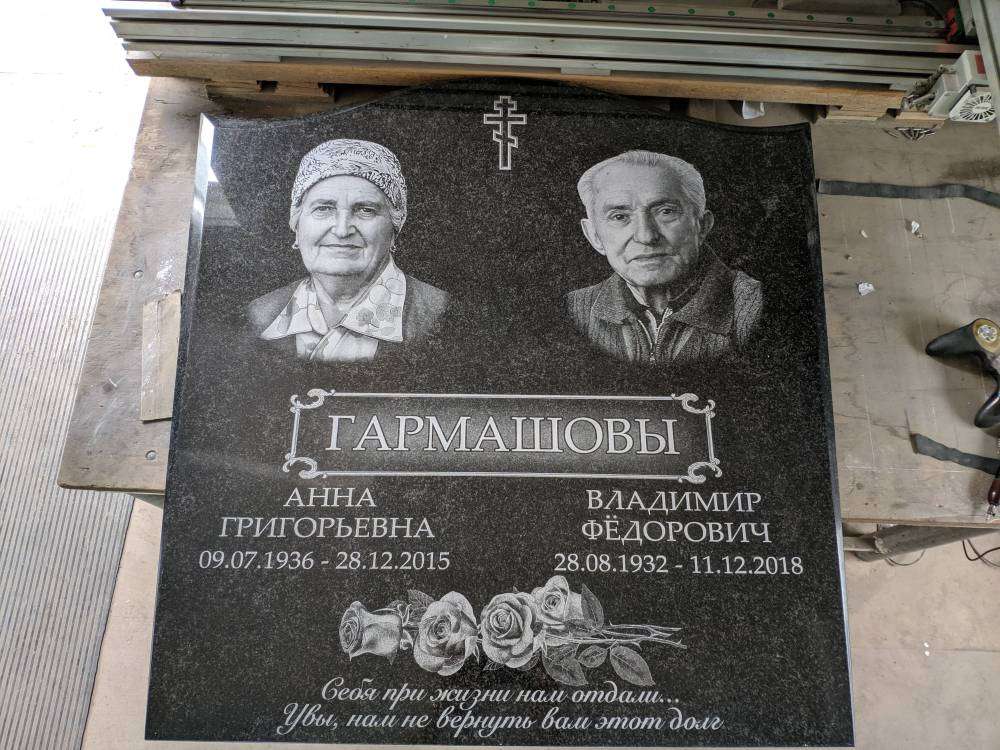 ГАРМАШОВЫ
АННА
ГРИГОРЬЕВНА
09.07.1936 - 28.12.2015
ВЛАДИМИР
ФЁДОРОВИЧ
28.08.1932 - 11.12.2018
Себя при жизни нам отдали...
Увы, нам не вернуть вам этот долг